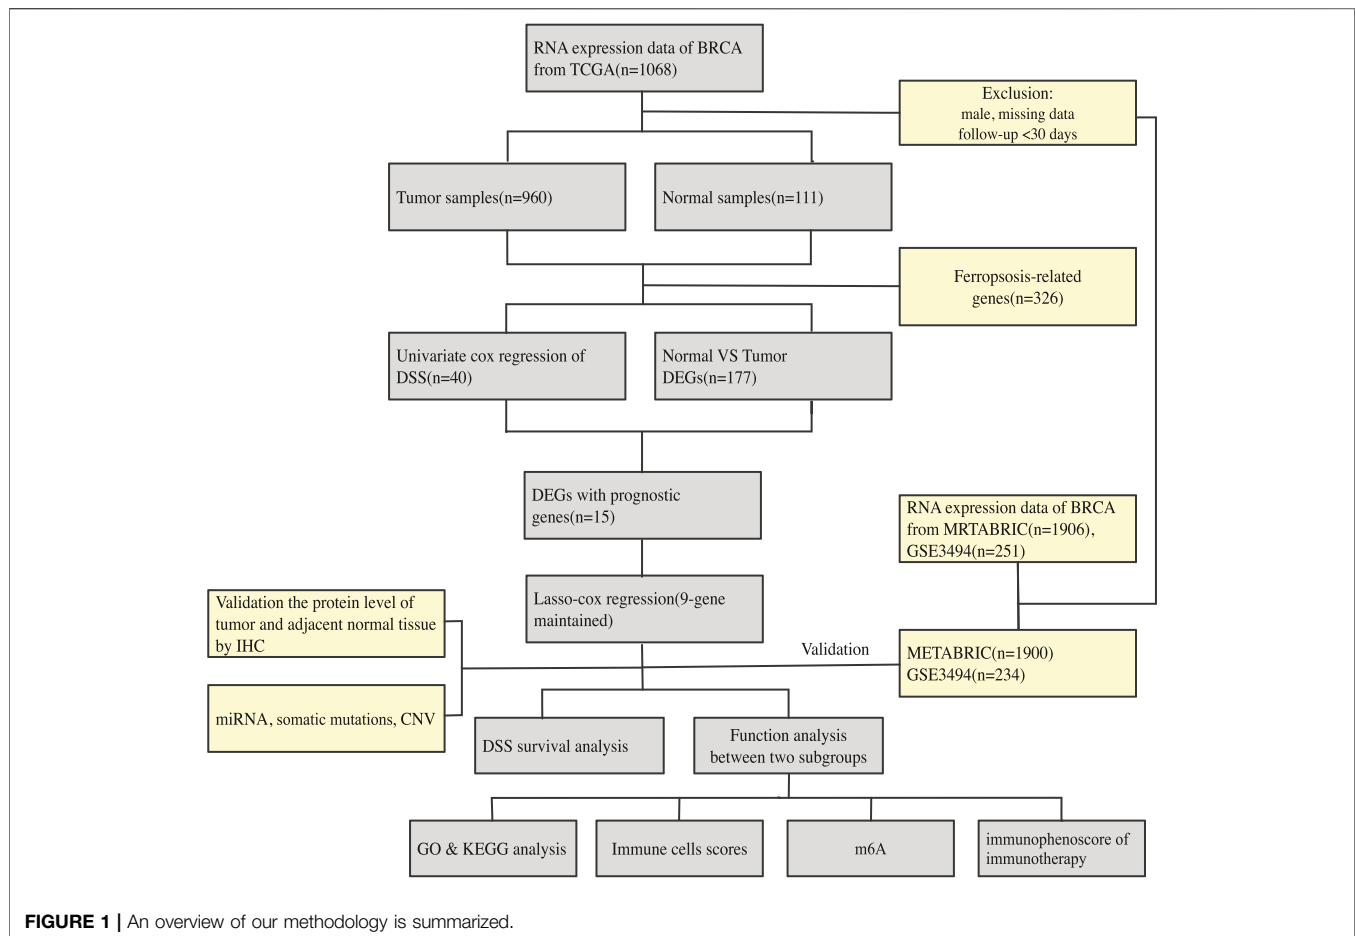 RNA expression data of BRCA
from TCGA(n=1068)
Exclusion:
male, missing data
follow-up <30 days
Tumor samples(n=960)
Normal samples(n=111)
Ferropsosis-related
genes(n=326)
Univariate cox regression of
DSS(n=40)
Normal VS Tumor
DEGs(n=177)
DEGs with prognostic
genes(n=15)
RNA expression data of BRCA
from MRTABRIC(n=1906),
GSE3494(n=251)
Lasso-cox regression(9-gene
maintained)
Validation the protein level of
tumor and adjacent normal tissue
by IHC
Validation
METABRIC(n=1900)
GSE3494(n=234)
miRNA, somatic mutations, CNV
DSS survival analysis
Function analysis
between two subgroups
GO & KEGG analysis
Immune cells scores
m6A
immunophenoscore of
immunotherapy
FIGURE 1 | An overview of our methodology is summarized.